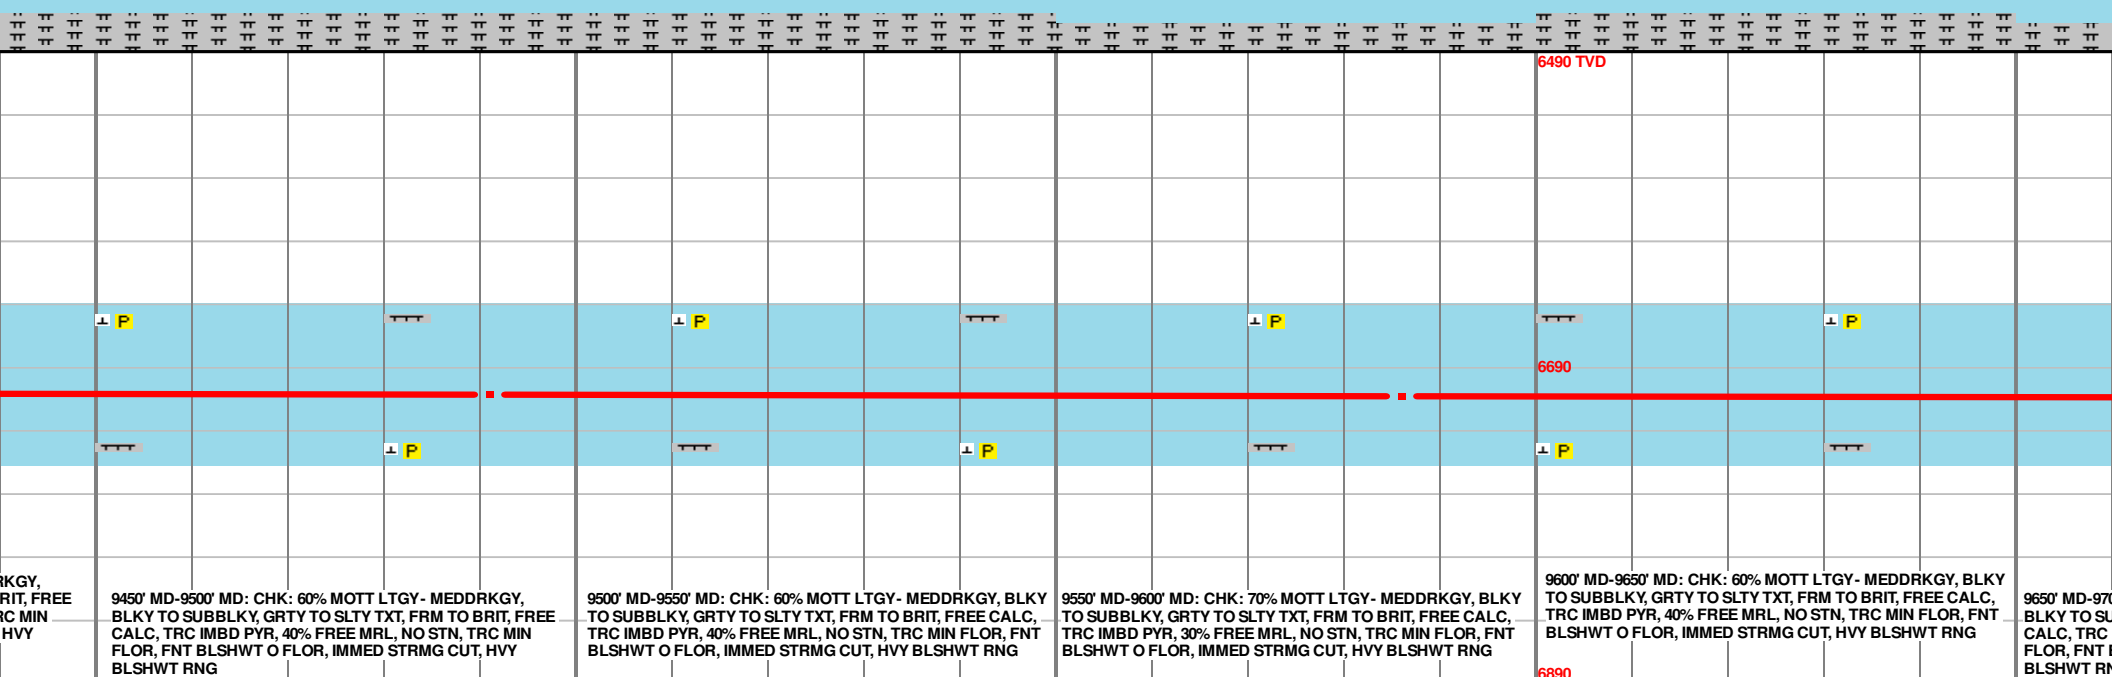 6490 TVD
P
P
P
P
6690
P
P
P
RKGY,
RIT, FREE
RC MIN
HVY
9450' MD-9500' MD: CHK: 60% MOTT LTGY- MEDDRKGY,
BLKY TO SUBBLKY, GRTY TO SLTY TXT, FRM TO BRIT, FREE
CALC, TRC IMBD PYR, 40% FREE MRL, NO STN, TRC MIN
FLOR, FNT BLSHWT O FLOR, IMMED STRMG CUT, HVY
BLSHWT RNG
9500' MD-9550' MD: CHK: 60% MOTT LTGY- MEDDRKGY, BLKY
TO SUBBLKY, GRTY TO SLTY TXT, FRM TO BRIT, FREE CALC,
TRC IMBD PYR, 40% FREE MRL, NO STN, TRC MIN FLOR, FNT
BLSHWT O FLOR, IMMED STRMG CUT, HVY BLSHWT RNG
9550' MD-9600' MD: CHK: 70% MOTT LTGY- MEDDRKGY, BLKY
TO SUBBLKY, GRTY TO SLTY TXT, FRM TO BRIT, FREE CALC,
TRC IMBD PYR, 30% FREE MRL, NO STN, TRC MIN FLOR, FNT
BLSHWT O FLOR, IMMED STRMG CUT, HVY BLSHWT RNG
9600' MD-9650' MD: CHK: 60% MOTT LTGY- MEDDRKGY, BLKY
TO SUBBLKY, GRTY TO SLTY TXT, FRM TO BRIT, FREE CALC,
TRC IMBD PYR, 40% FREE MRL, NO STN, TRC MIN FLOR, FNT
BLSHWT O FLOR, IMMED STRMG CUT, HVY BLSHWT RNG
9650' MD-970
BLKY TO SU
CALC, TRC
FLOR, FNT
BLSHWT RN
6890